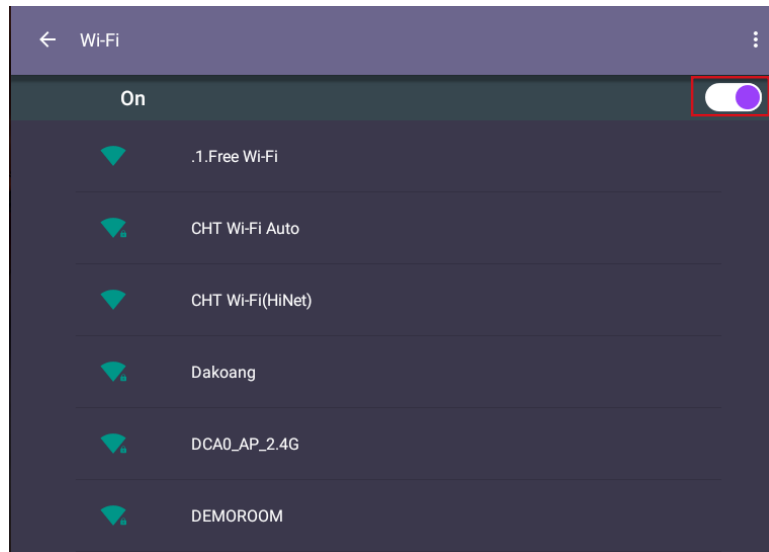 Wi-Fi
On
.1.Free Wi-Fi
CHT Wi-Fi Auto
CHT Wi-Fi(HiNet)
Dakoang
DCA0_AP_2.4G
DEMOROOM